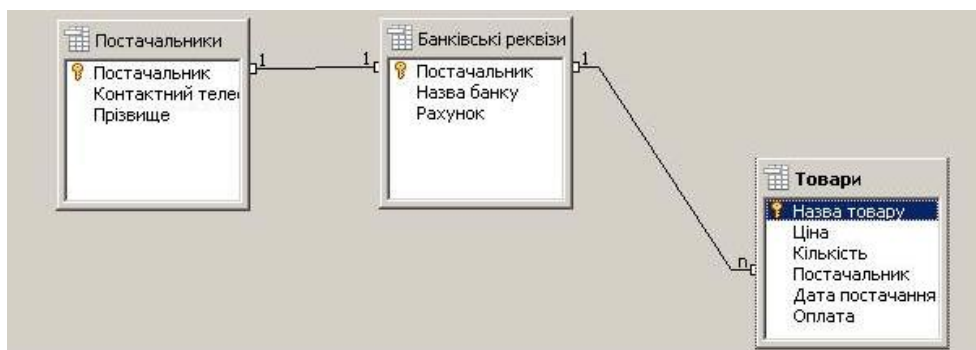 Постачальники
Постачальник
Контактний телеф
Прізвище
1
1
Банківські реквізи
Постачальник
Назва банку
Рахунок
1
n
Товари
Назва товару
Ціна
Кількість
Постачальник
Дата постачання
Оплата